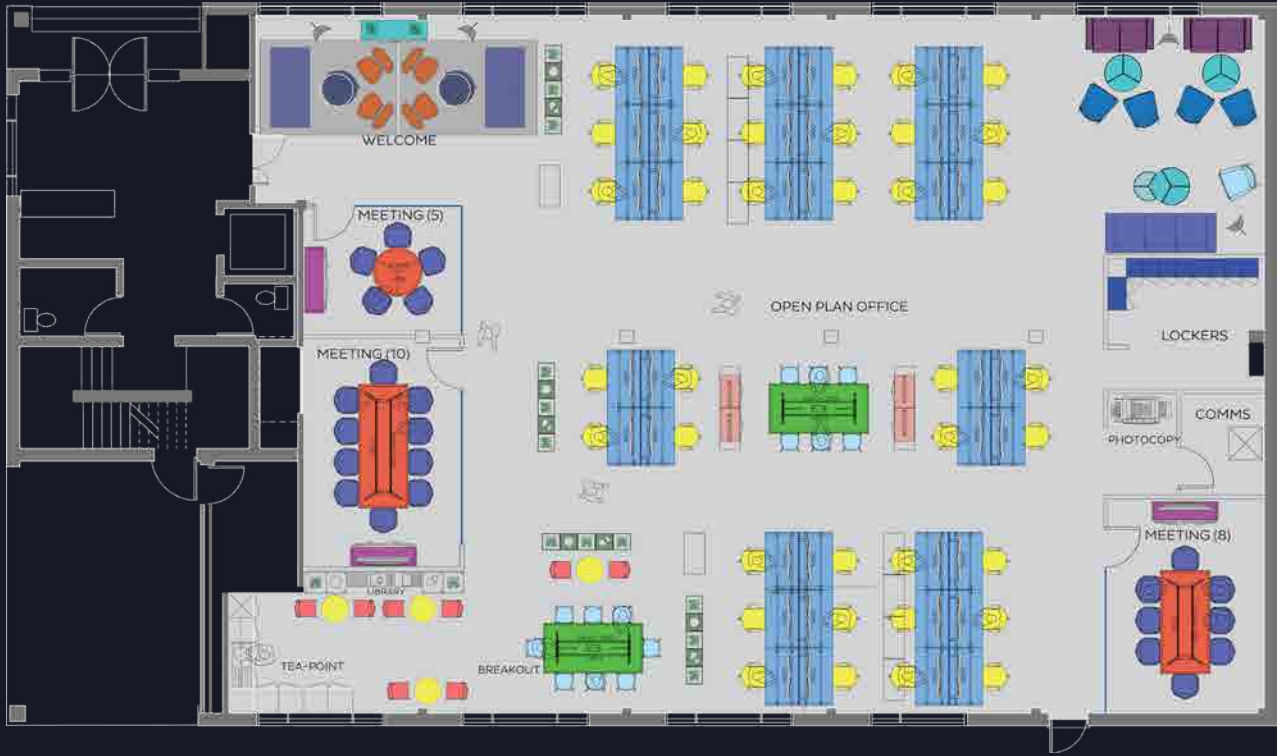 WELCOME
MEETING (5)
OPEN PLAN OFFICE
LOCKERS
MEETING (10)
COMMS
PHOTOCOPY
MEETING (8)
LIBRARY
TEA-POINT
BREAKOUT